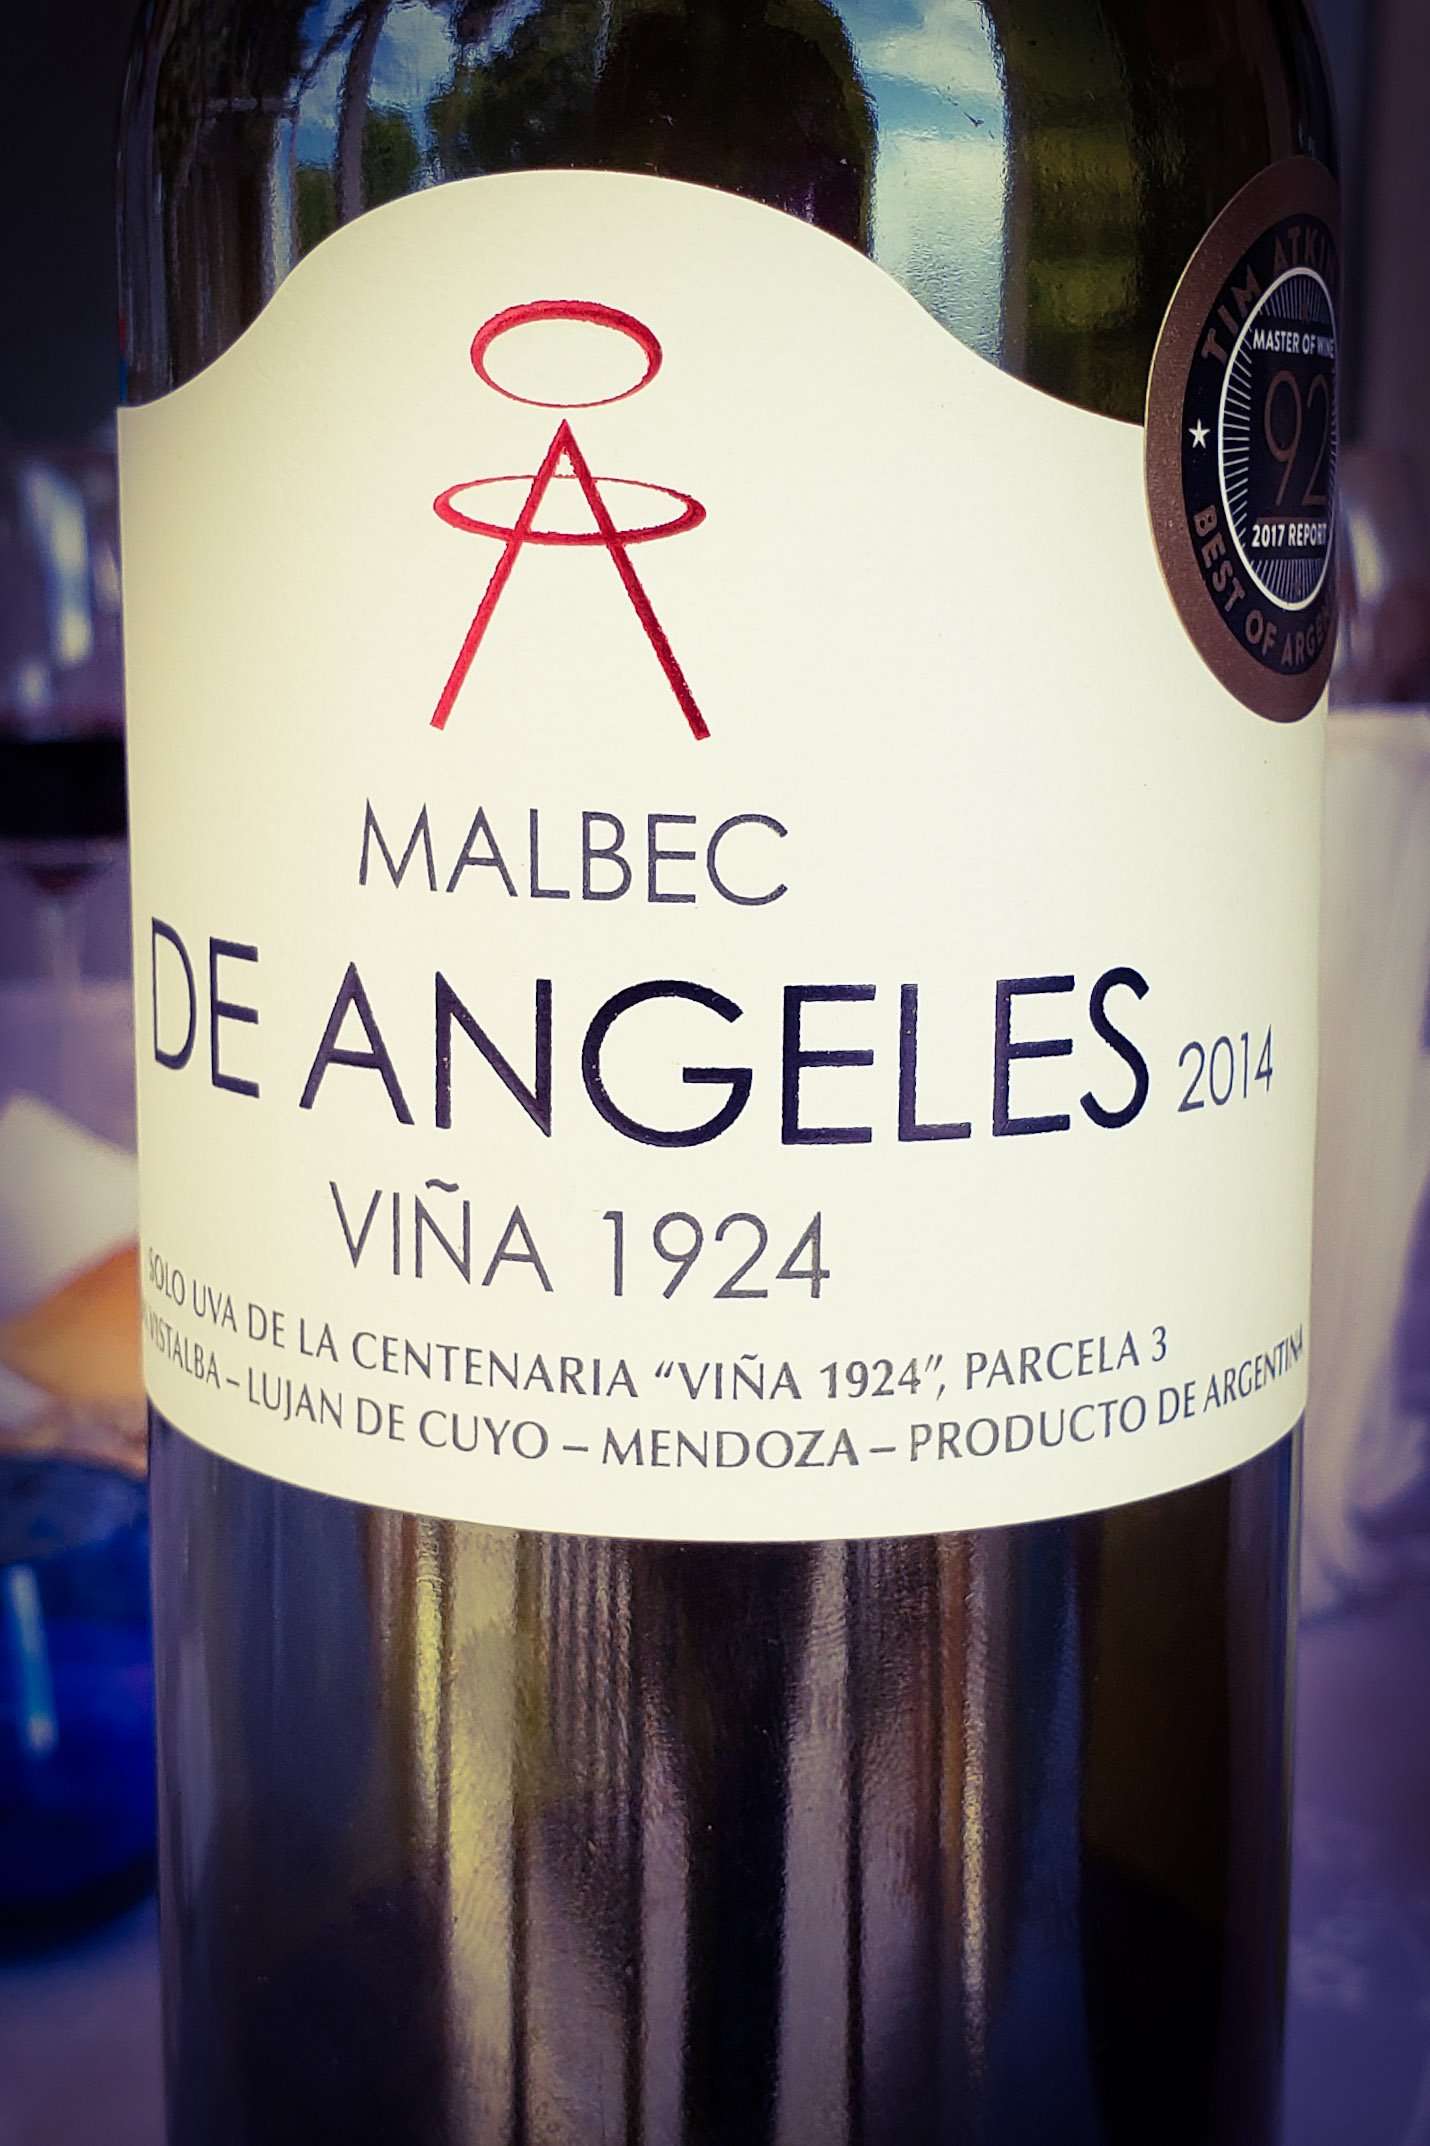 TIM
MASTER OF WINE
92
2017 REPORT
BEST OF
MALBEC
DE ANGELES 2014
VIÑA 1924
SOLO UVA DE LA CENTENARIA "VIÑA 1924", PARCELA 3
VISTALBA – LUJAN DE CUYO – MENDOZA – PRODUCTO DE ARGENTINA